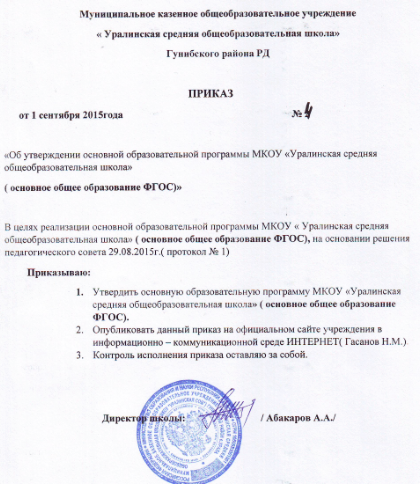 Муниципальное казенное общеобразовательное учреждение
« Уралинская средняя общеобразовательная школа»
Гунибского района РД
ПРИКАЗ
от 1 сентября 2015года № 4
«Об утверждении основной образовательной программы МКОУ «Уралинская средняя
общеобразовательная школа»
( основное общее образование ФГОС)»
В целях реализации основной образовательной программы МКОУ « Уралинская средняя
общеобразовательная школа» ( основное общее образование ФГОС), на основании решения
педагогического совета 29.08.2015г.( протокол № 1)
Приказываю:
1. Утвердить основную образовательную программу МКОУ «Уралинская
средняя общеобразовательная школа» ( основное общее образование
ФГОС).
2. Опубликовать данный приказ на официальном сайте учреждения в
информационно – коммуникационной среде ИНТЕРНЕТ( Гасанов Н.М.)
3. Контроль исполнения приказа оставляю за собой.
Директор школы: / Абакаров А.А./